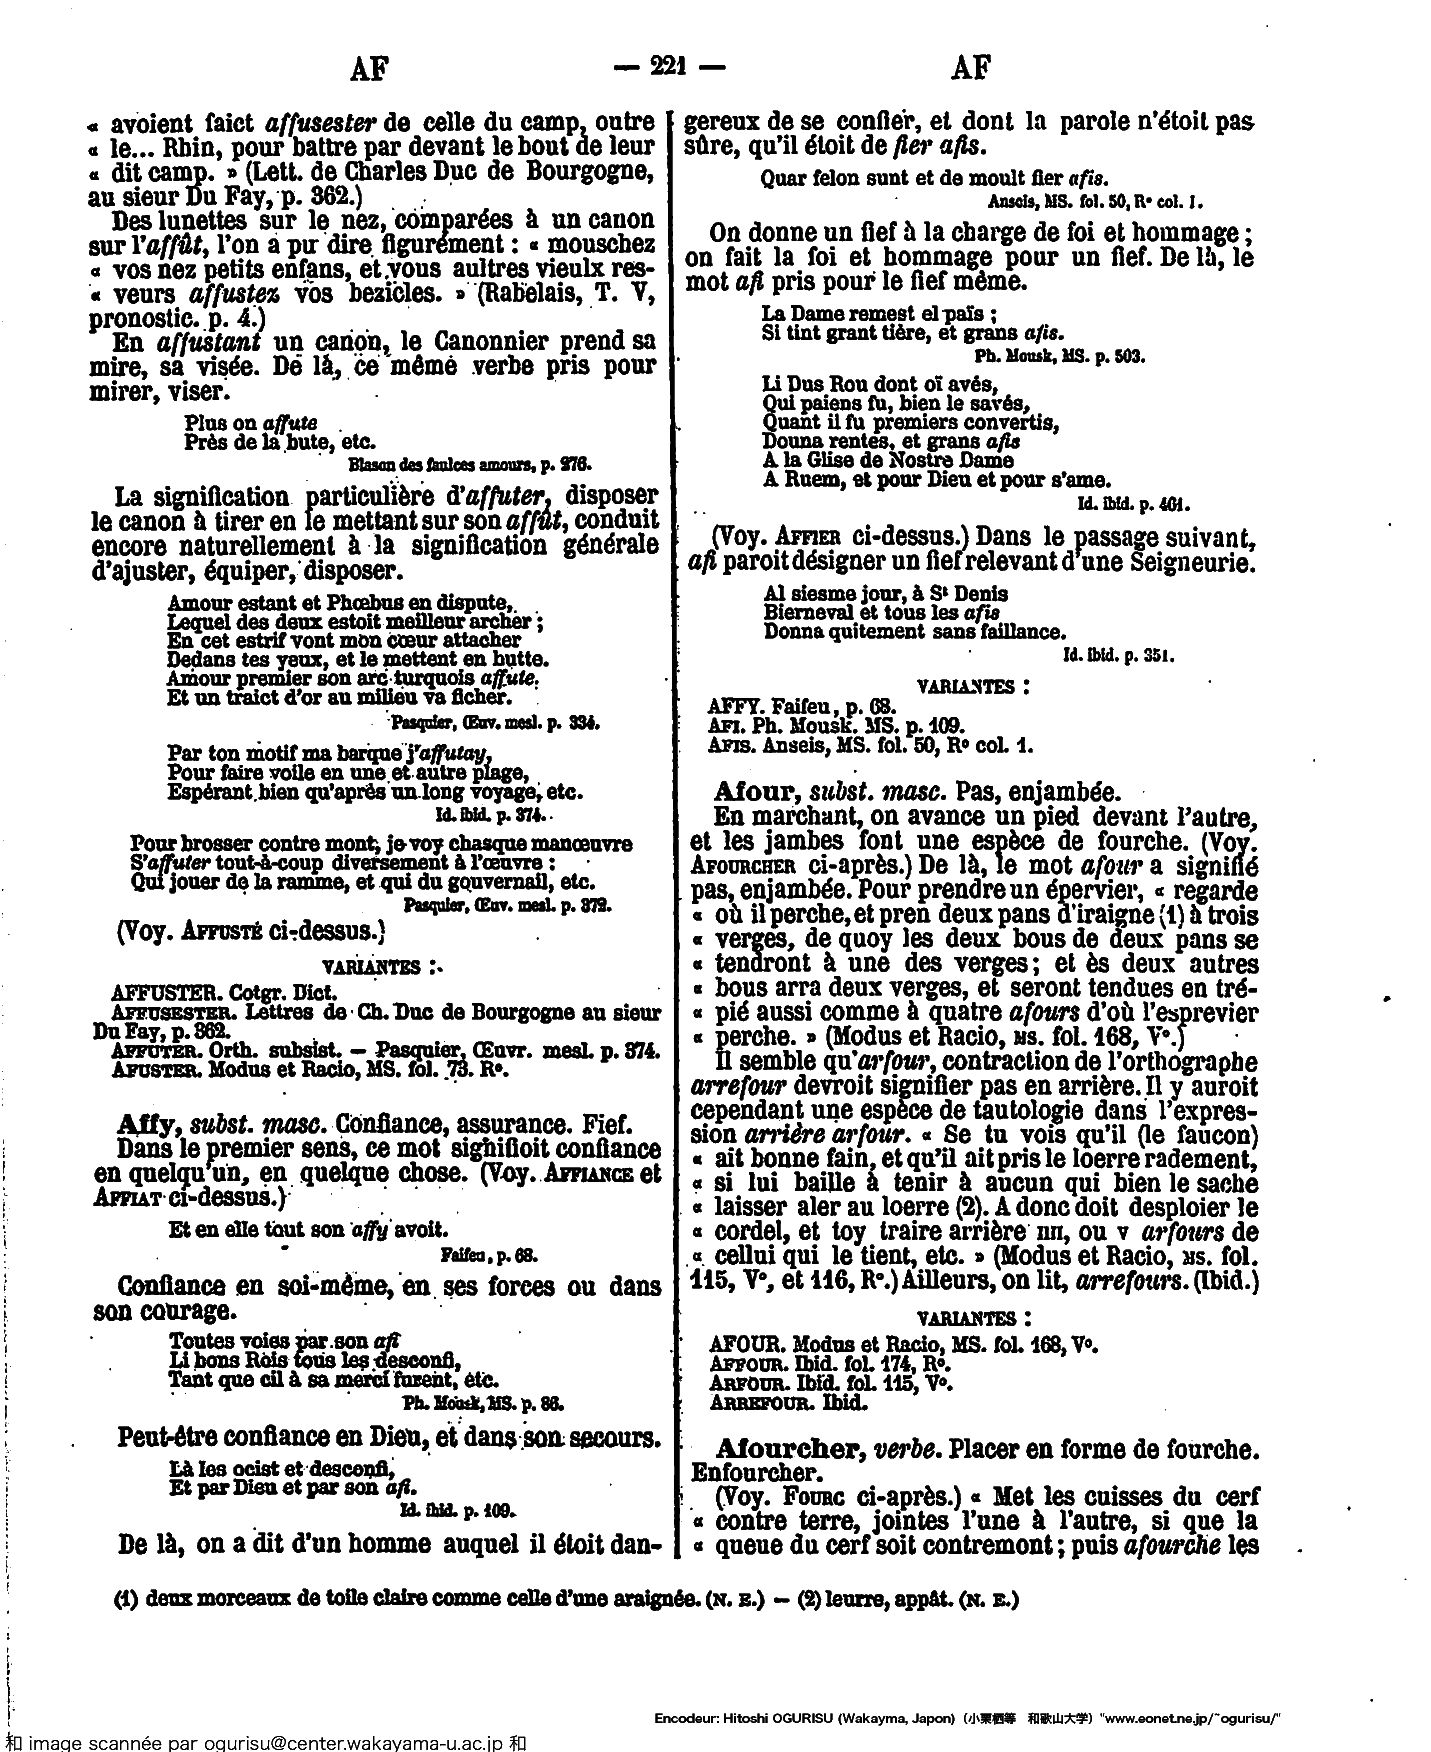 AF — 221 — AF
« avoient faict affusester de celle du camp, outre
« le... Rhin, pour battre par devant le bout de leur
« dit camp. » (Lett. de Charles Duc de Bourgogne,
au sieur Du Fay, p. 362.)
Des lunettes sur le nez, comparées à un canon
sur l'affût, l'on a pu dire figurément : « mouschez
« vos nez petits enfans, et vous aultres vieulx res-
« veurs affustez vos bezicles. » (Rabelais, T. V,
pronostic. p. 4.)
En affustant un canon, le Canonnier prend sa
mire, sa visée. De là, ce même verbe pris pour
mirer, viser.
Plus on affute
Près de la bute, etc.
Blason des faulces amours, p. 276.
La signification particulière d'affuter, disposer
le canon à tirer en le mettant sur son affût, conduit
encore naturellement à la signification générale
d'ajuster, équiper, disposer.
Amour estant et Phœbus en dispute,
Lequel des deux estoit meilleur archer ;
En cet estrif vont mon cœur attacher
Dedans tes yeux, et le mettent en butte.
Amour premier son arc turquois affute,
Et un traict d'or au milieu va ficher.
Pasquier, Œuv. mesl. p. 334.
Par ton motif ma barque j'affutay,
Pour faire voile en une et autre plage,
Espérant bien qu'après un long voyage, etc.
Id. ibid. p. 374.
Pour brosser contre mont, je voy chasque manœuvre
S'affuter tout-à-coup diversement à l'œuvre :
Qui jouer de la ramme, et qui du gouvernail, etc.
Pasquier, Œuv. mesl. p. 372.
(Voy. AFFUSTÉ ci-dessus.)
VARIANTES :
AFFUSTER. Cotgr. Dict.
AFFUSESTER. Lettres de Ch. Duc de Bourgogne au sieur
Du Fay, p. 362.
AFFUTER. Orth. subsist. — Pasquier, Œuvr. mesl. p. 374.
AFUSTER. Modus et Racio, MS. fol. 73. R°.
Affy, subst. masc. Confiance, assurance. Fief.
Dans le premier sens, ce mot signifioit confiance
en quelqu'un, en quelque chose. (Voy. AFFIANCE et
AFFIAT ci-dessus.)
Et en elle tout son affy avoit.
Faifeu, p. 68.
Confiance en soi-même, en ses forces ou dans
son courage.
Toutes voies par son afi
Li bons Rois tous les desconfi,
Tant que cil à sa merci furent, etc.
Ph. Mousk, MS. p. 86.
Peut-être confiance en Dieu, et dans son secours.
Là les ocist et desconfi,
Et par Dieu et par son afi.
Id. ibid. p. 109.
De là, on a dit d'un homme auquel il étoit dan-
gereux de se confier, et dont la parole n'étoit pas
sûre, qu'il étoit de fier afis.
Quar felon sunt et de moult fier afis.
Anseis, MS. fol. 50, R° col. 1.
On donne un fief à la charge de foi et hommage ;
on fait la foi et hommage pour un fief. De là, le
mot afi pris pour le fief même.
La Dame remest el païs ;
Si tint grant tière, et grans afis.
Ph. Mousk, MS. p. 503.
Li Dus Rou dont oï avés,
Qui paiens fu, bien le savés,
Quant il fu premiers convertis,
Douna rentes, et grans afis
A la Glise de Nostre Dame
A Ruem, et pour Dieu et pour s'ame.
Id. ibid. p. 401.
(Voy. AFFIER ci-dessus.) Dans le passage suivant,
afi paroit désigner un fief relevant d'une Seigneurie.
Al siesme jour, à St Denis
Bierneval et tous les afis
Donna quitement sans faillance.
Id. ibid. p. 351.
VARIANTES :
AFFY. Faifeu, p. 68.
AFI. Ph. Mousk. MS. p. 109.
AFIS. Anseis, MS. fol. 50, R° col. 1.
Afour, subst. masc. Pas, enjambée.
En marchant, on avance un pied devant l'autre,
et les jambes font une espèce de fourche. (Voy.
AFOURCHER ci-après.) De là, le mot afour a signifié
pas, enjambée. Pour prendre un épervier, « regarde
« où il perche, et pren deux pans d'iraigne (1) à trois
« verges, de quoy les deux bous de deux pans se
« tendront à une des verges ; et ès deux autres
« bous arra deux verges, et seront tendues en tré-
« pié aussi comme à quatre afours d'où l'esprevier
« perche. » (Modus et Racio, MS. fol. 168, V°.)
Il semble qu'arfour, contraction de l'orthographe
arrefour devroit signifier pas en arrière. Il y auroit
cependant une espèce de tautologie dans l'expres-
sion arrière arfour. « Se tu vois qu'il (le faucon)
« ait bonne fain, et qu'il ait pris le loerre radement,
« si lui baille à tenir à aucun qui bien le sache
« laisser aler au loerre (2). A donc doit desploier le
« cordel, et toy traire arrière IIII, ou V arfours de
« cellui qui le tient, etc. » (Modus et Racio, MS. fol.
115, V°, et 116, R°.) Ailleurs, on lit, arrefours. (Ibid.)
VARIANTES :
AFOUR. Modus et Racio, MS. fol. 168, V°.
AFFOUR. Ibid. fol. 174, R°.
ARFOUR. Ibid. fol. 115, V°.
ARREFOUR. Ibid.
Afourcher, verbe. Placer en forme de fourche.
Enfourcher.
(Voy. FOURC ci-après.) « Met les cuisses du cerf
« contre terre, jointes l'une à l'autre, si que la
« queue du cerf soit contremont ; puis afourche les
(1) deux morceaux de toile claire comme celle d'une araignée. (N. E.) — (2) leurre, appât. (N. E.)
Encodeur: Hitoshi OGURISU (Wakayma, Japon) (小栗栖等 和歌山大学) "www.eonet.ne.jp/~ogurisu/"
和 image scannée par ogurisu@center.wakayama-u.ac.jp 和